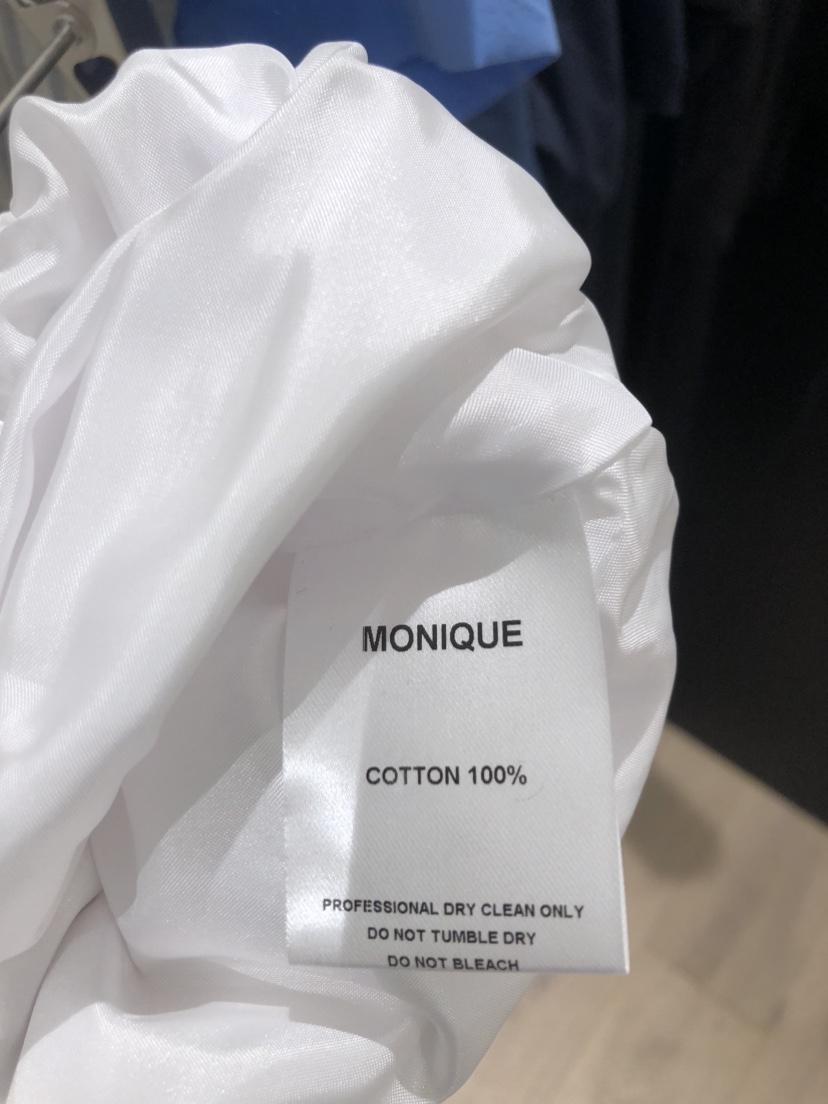 MONIQUE
COTTON 100%
PROFESSIONAL DRY CLEAN ONLY
DO NOT TUMBLE DRY
DO NOT BLEACH